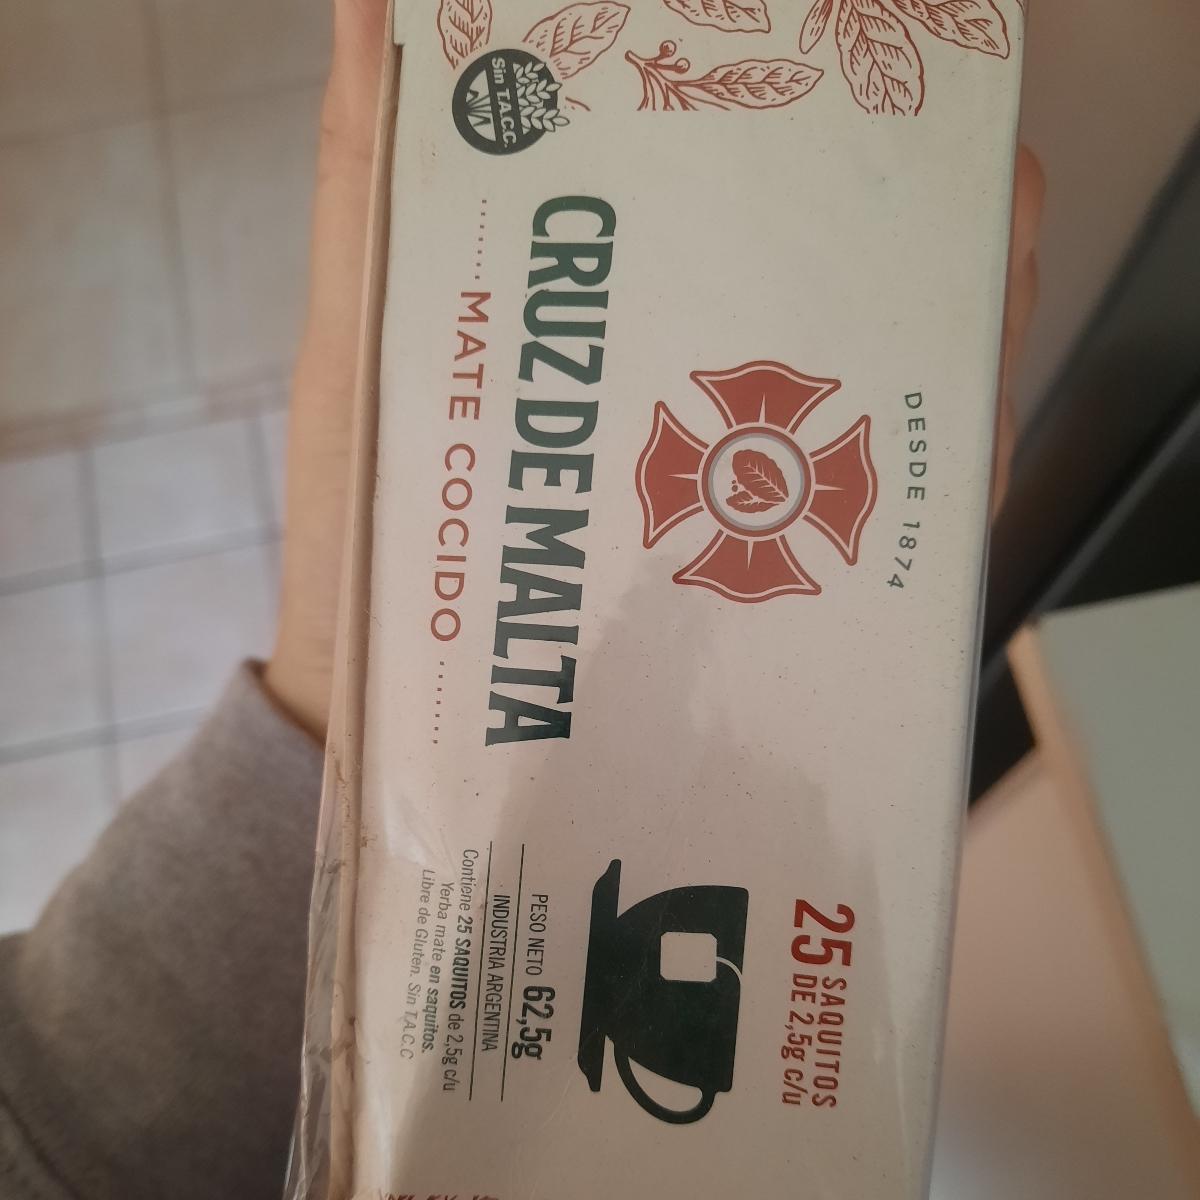 Sin T.A.C.C.
DESDE 1874
CRUZ DE MALTA
MATE COCIDO
25 SAQUITOS
DE 2,5g c/u
PESO NETO 62,5g
INDUSTRIA ARGENTINA
Contiene 25 SAQUITOS de 2,5g c/u
Yerba mate en saquitos.
Libre de Gluten. Sin T.A.C.C